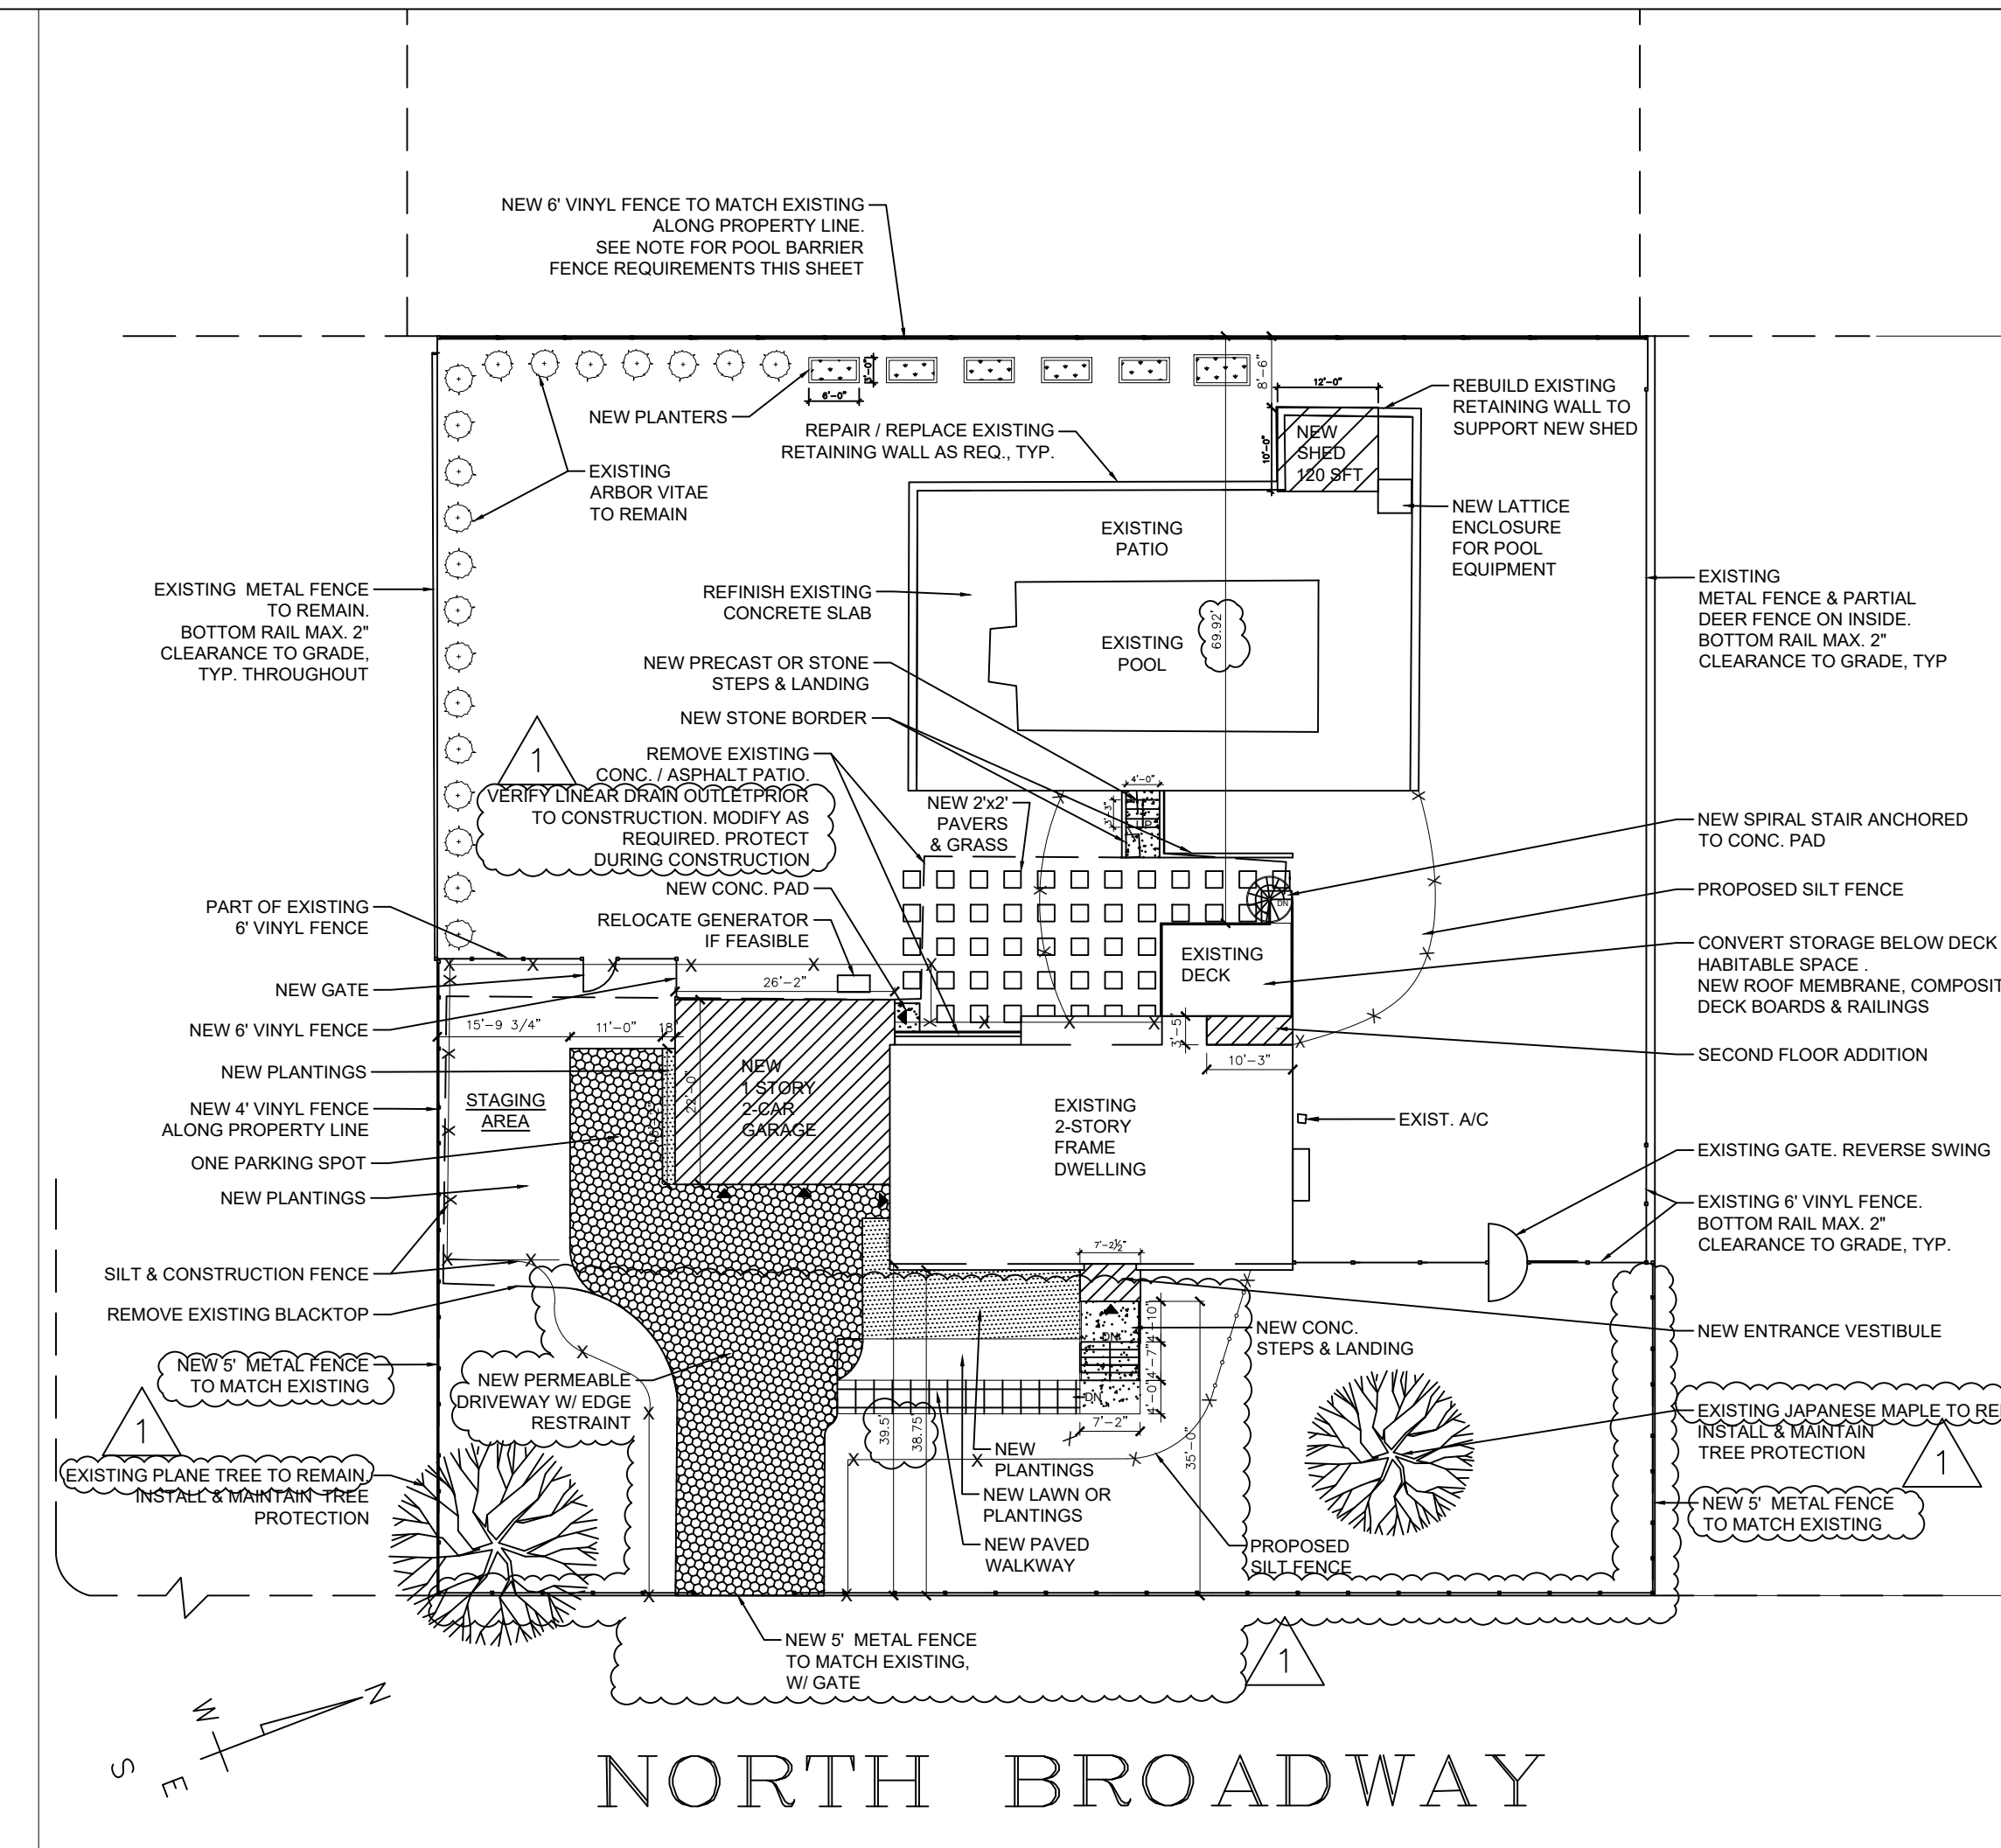 NEW 6' VINYL FENCE TO MATCH EXISTING
ALONG PROPERTY LINE.
SEE NOTE FOR POOL BARRIER
FENCE REQUIREMENTS THIS SHEET
8'-6"
12'-0"
REBUILD EXISTING
RETAINING WALL TO
SUPPORT NEW SHED
3'-0"
6'-0"
NEW PLANTERS
REPAIR / REPLACE EXISTING
RETAINING WALL AS REQ., TYP.
NEW
SHED
120 SFT
10'-0"
EXISTING
ARBOR VITAE
TO REMAIN
NEW LATTICE
ENCLOSURE
FOR POOL
EQUIPMENT
EXISTING
PATIO
EXISTING METAL FENCE
TO REMAIN.
BOTTOM RAIL MAX. 2"
CLEARANCE TO GRADE,
TYP. THROUGHOUT
REFINISH EXISTING
CONCRETE SLAB
EXISTING
POOL
69.92'
EXISTING
METAL FENCE & PARTIAL
DEER FENCE ON INSIDE.
BOTTOM RAIL MAX. 2"
CLEARANCE TO GRADE, TYP
NEW PRECAST OR STONE
STEPS & LANDING
NEW STONE BORDER
1
REMOVE EXISTING
CONC. / ASPHALT PATIO.
VERIFY LINEAR DRAIN OUTLETPRIOR
TO CONSTRUCTION. MODIFY AS
REQUIRED. PROTECT
DURING CONSTRUCTION
4'-0"
3'-3"
UP
NEW 2'x2'
PAVERS
& GRASS
NEW SPIRAL STAIR ANCHORED
TO CONC. PAD
DN
NEW CONC. PAD
PROPOSED SILT FENCE
PART OF EXISTING
6' VINYL FENCE
RELOCATE GENERATOR
IF FEASIBLE
EXISTING
DECK
CONVERT STORAGE BELOW DECK
HABITABLE SPACE .
NEW ROOF MEMBRANE, COMPOSIT
DECK BOARDS & RAILINGS
NEW GATE
26'-2"
NEW 6' VINYL FENCE
15'-9 3/4"
11'-0"
18"
3'-5"
10'-3"
SECOND FLOOR ADDITION
NEW PLANTINGS
NEW
1 STORY
2-CAR
GARAGE
22'-0"
NEW 4' VINYL FENCE
ALONG PROPERTY LINE
STAGING
AREA
EXISTING
2-STORY
FRAME
DWELLING
EXIST. A/C
ONE PARKING SPOT
EXISTING GATE. REVERSE SWING
NEW PLANTINGS
EXISTING 6' VINYL FENCE.
BOTTOM RAIL MAX. 2"
CLEARANCE TO GRADE, TYP.
7'-2½"
SILT & CONSTRUCTION FENCE
REMOVE EXISTING BLACKTOP
NEW CONC.
STEPS & LANDING
NEW ENTRANCE VESTIBULE
DN
4'-10"
4'-7"
4'-0"
DN
7'-2"
35'-0"
NEW 5' METAL FENCE
TO MATCH EXISTING
NEW PERMEABLE
DRIVEWAY W/ EDGE
RESTRAINT
39.5'
38.75'
1
EXISTING JAPANESE MAPLE TO RE
INSTALL & MAINTAIN
TREE PROTECTION
1
NEW
PLANTINGS
NEW LAWN OR
PLANTINGS
NEW PAVED
WALKWAY
EXISTING PLANE TREE TO REMAIN.
INSTALL & MAINTAIN TREE
PROTECTION
NEW 5' METAL FENCE
TO MATCH EXISTING
PROPOSED
SILT FENCE
NEW 5' METAL FENCE
TO MATCH EXISTING,
W/ GATE
1
N
W
S
E
NORTH BROADWAY